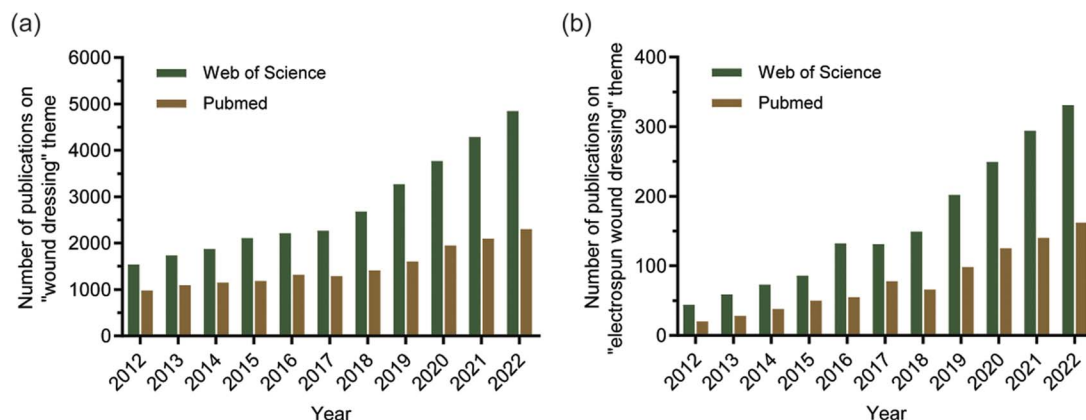 (a)
Number of publications on
"wound dressing" theme
6000
5000
4000
3000
2000
1000
0
Web of Science
Pubmed
2012
2013
2014
2015
2016
2017
2018
2019
2020
2021
2022
Year
(b)
Number of publications on
"electrospun wound dressing" theme
400
300
200
100
0
Web of Science
Pubmed
2012
2013
2014
2015
2016
2017
2018
2019
2020
2021
2022
Year